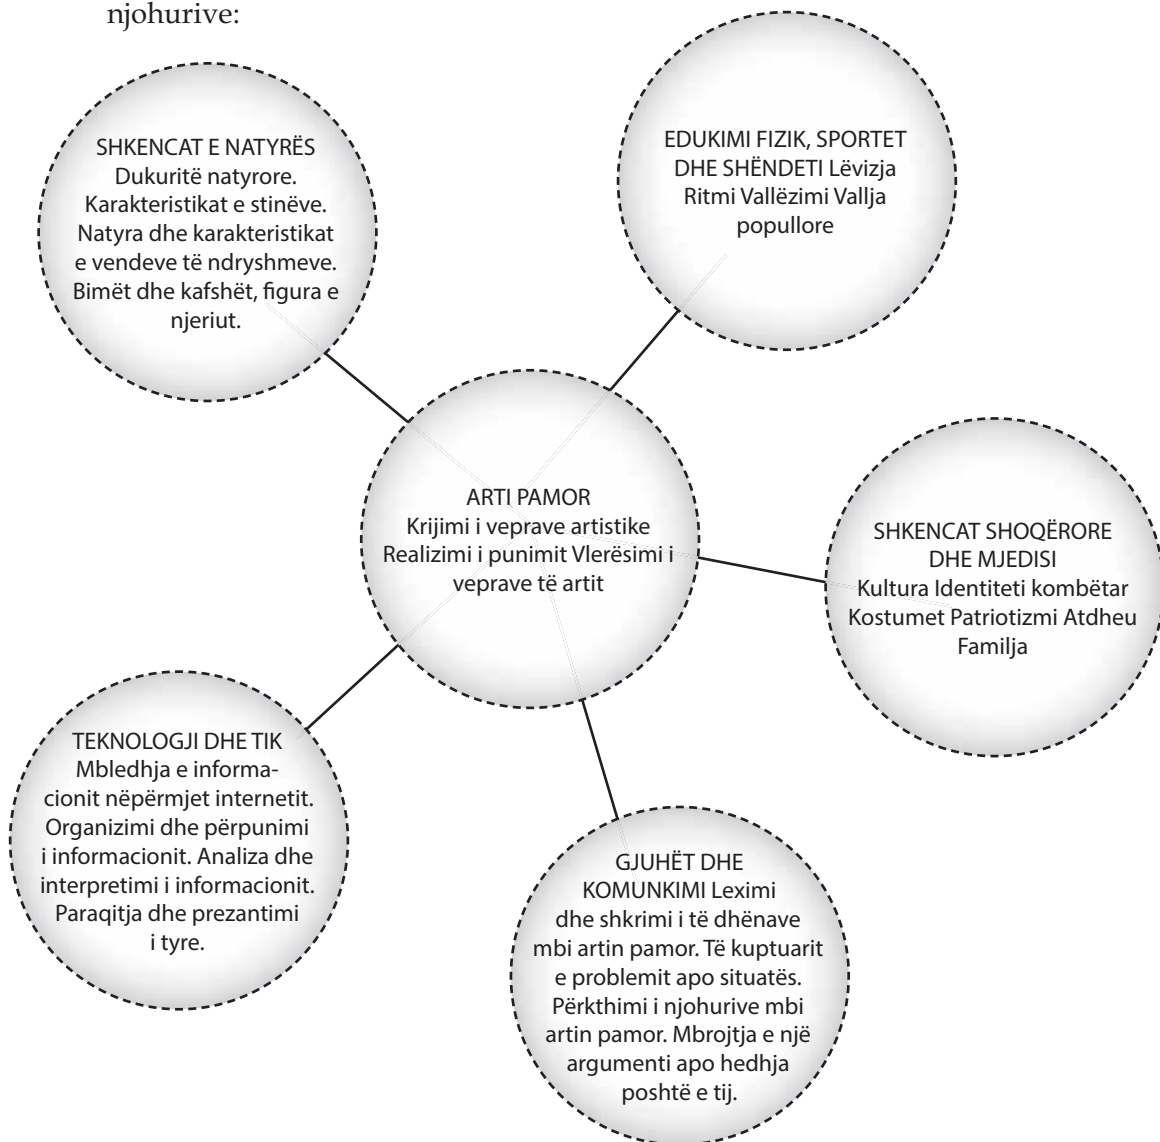 njohurive:
SHKENCAT E NATYRËS
Dukuritë natyrore.
Karakteristikat e stinëve.
Natyra dhe karakteristikat
e vendeve të ndryshmeve.
Bimët dhe kafshët, figura e
njeriut.
EDUKIMI FIZIK, SPORTET
DHE SHËNDETI Lëvizja
Ritmi Vallëzimi Vallja
popullore
ARTI PAMOR
Krijimi i veprave artistike
Realizimi i punimit Vlerësimi i
veprave të artit
SHKENCAT SHOQËRORE
DHE MJEDISI
Kultura Identiteti kombëtar
Kostumet Patriotizmi Atdheu
Familja
TEKNOLOGJI DHE TIK
Mbledhja e informa-
cionit nëpërmjet internetit.
Organizimi dhe përpunimi
i informacionit. Analiza dhe
interpretimi i informacionit.
Paraqitja dhe prezantimi
i tyre.
GJUHËT DHE
KOMUNKIMI Leximi
dhe shkrimi i të dhënave
mbi artin pamor. Të kuptuarit
e problemit apo situatës.
Përkthimi i njohurive mbi
artin pamor. Mbrojtja e një
argumenti apo hedhja
poshtë e tij.